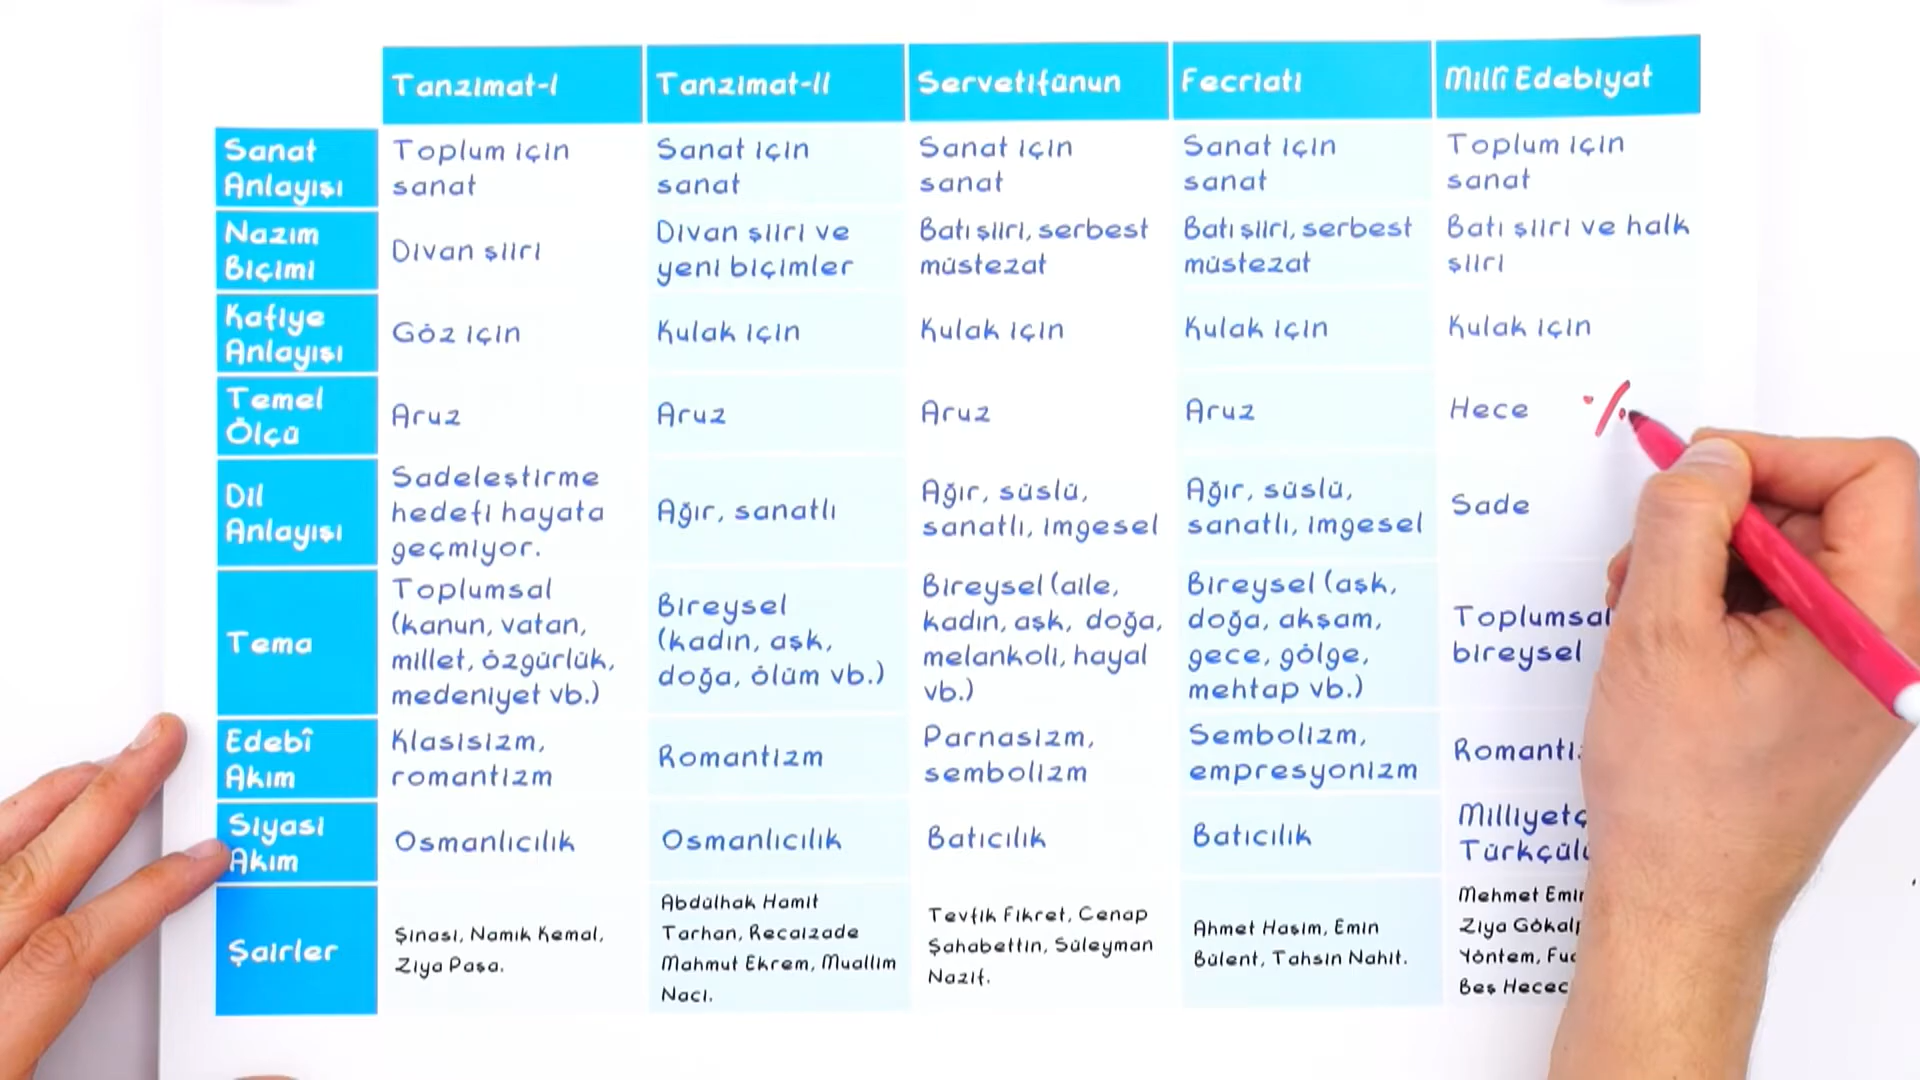 Tanzimat-I
Tanzimat-II
Servetifünun
Fecriati
Millî Edebiyat
Sanat
Anlayışı
Toplum için
sanat
Sanat için
sanat
Sanat için
sanat
Sanat için
sanat
Toplum için
sanat
Nazım
Biçimi
Divan şiiri
Divan şiiri ve
yeni biçimler
Batı şiiri, serbest
müstezat
Batı şiiri, serbest
müstezat
Batı şiiri ve halk
şiiri
Kafiye
Anlayışı
Göz için
Kulak için
Kulak için
Kulak için
Kulak için
Temel
Ölçü
Aruz
Aruz
Aruz
Aruz
Hece
%
Dil
Anlayışı
Sadeleştirme
hedefi hayata
geçmiyor.
Ağır, sanatlı
Ağır, süslü,
sanatlı, imgesel
Ağır, süslü,
sanatlı, imgesel
Sade
Tema
Toplumsal
(kanun, vatan,
millet, özgürlük,
medeniyet vb.)
Bireysel
(kadın, aşk,
doğa, ölüm vb.)
Bireysel (aile,
kadın, aşk, doğa,
melankoli, hayal
vb.)
Bireysel (aşk,
doğa, akşam,
gece, gölge,
mehtap vb.)
Toplumsal
bireysel
Edebî
Akım
Klasisizm,
romantizm
Romantizm
Parnasizm,
sembolizm
Sembolizm,
empresyonizm
Siyasi
Akım
Osmanlıcılık
Osmanlıcılık
Batıcılık
Batıcılık
Şairler
Şinasi, Namık Kemal,
Ziya Paşa.
Abdülhak Hamit
Tarhan, Recaizade
Mahmut Ekrem, Muallim
Naci.
Tevfik Fikret, Cenap
Şahabettin, Süleyman
Nazif.
Ahmet Haşim, Emin
Bülent, Tahsin Nahit.
Mehmet
Ziya
Yöntem,
Beş